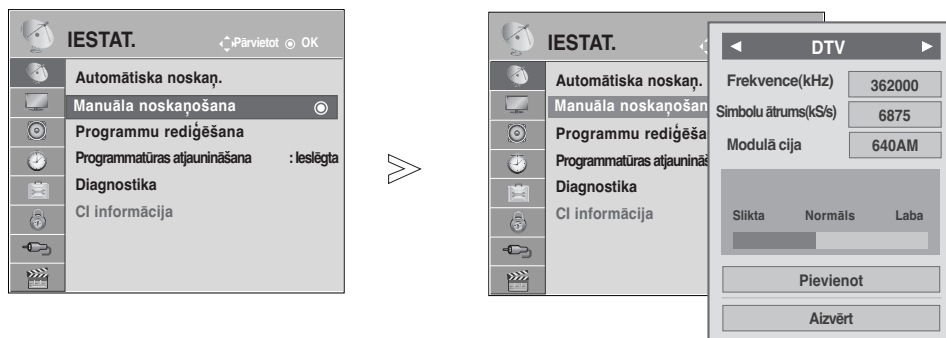 IESTAT.
Pārvietot OK
Automātiska noskaņ.
Manuāla noskaņošana
Programmu rediģēšana
Programmatūras atjaunināšana : Ieslēgta
Diagnostika
CI informācija
IESTAT.
Automātiska noskaņ.
Manuāla noskaņošan
Programmu rediģēša
Programmatūras atjaunināš
Diagnostika
CI informācija
DTV
Frekvence(kHz) 362000
Simbolu ātrums(kS/s) 6875
Modulā cija 640AM
Slikta Normāls Laba
Pievienot
Aizvērt